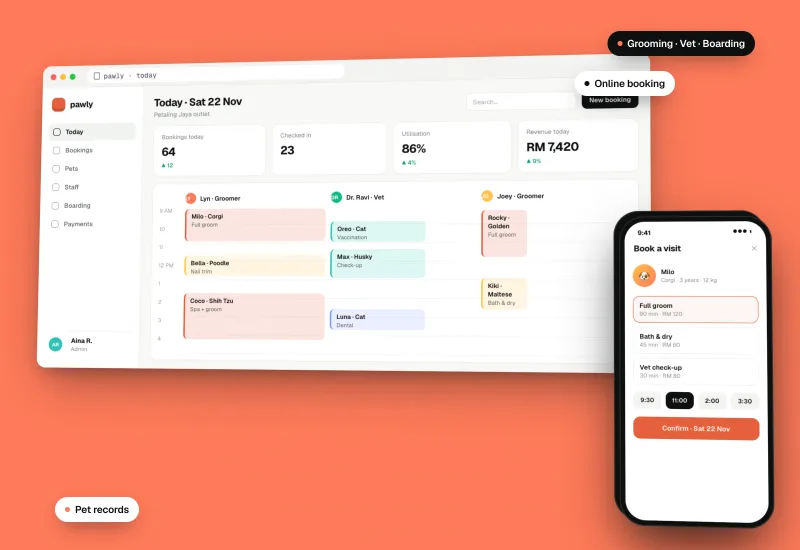 Grooming · Vet · Boarding
Online booking
pawly · today
pawly
Today
Bookings
Pets
Staff
Boarding
Payments
AR
Aina R.
Admin
Today · Sat 22 Nov
Petaling Jaya outlet
Search...
New booking
Bookings today
64
▲ 12
Checked in
23
Utilisation
86%
▲ 4%
Revenue today
RM 7,420
▲ 9%
Lyn · Groomer
DR
Dr. Ravi · Vet
Joey · Groomer
9 AM
10
11
12 PM
1
2
3
4
Milo · Corgi
Full groom
Bella · Poodle
Nail trim
Coco · Shih Tzu
Spa + groom
Oreo · Cat
Vaccination
Max · Husky
Check-up
Luna · Cat
Dental
Rocky ·
Golden
Full groom
Kiki ·
Maltese
Bath & dry
9:41
Book a visit
×
Milo
Corgi · 3 years · 12 kg
Full groom
90 min · RM 120
Bath & dry
45 min · RM 60
Vet check-up
30 min · RM 80
9:30
11:00
2:00
3:30
Confirm · Sat 22 Nov
Pet records